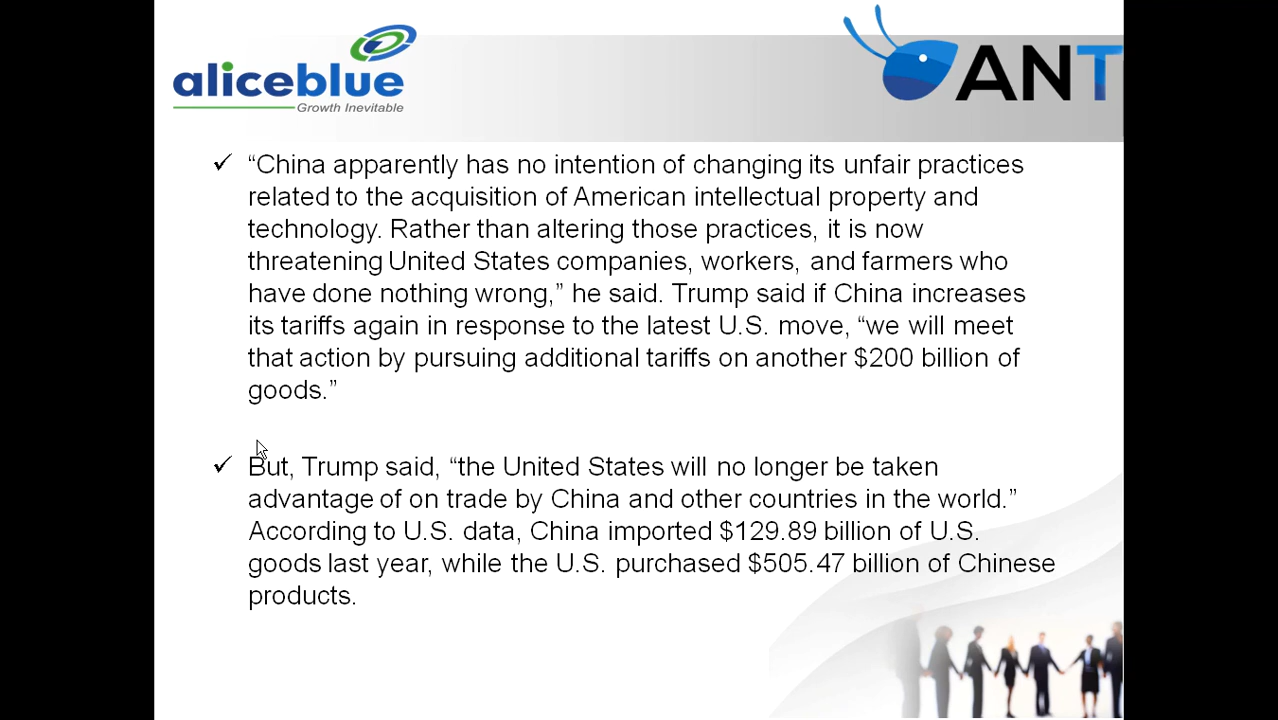 aliceblue
Growth Inevitable
ANT
“China apparently has no intention of changing its unfair practices
related to the acquisition of American intellectual property and
technology. Rather than altering those practices, it is now
threatening United States companies, workers, and farmers who
have done nothing wrong,” he said. Trump said if China increases
its tariffs again in response to the latest U.S. move, “we will meet
that action by pursuing additional tariffs on another $200 billion of
goods.”
But, Trump said, “the United States will no longer be taken
advantage of on trade by China and other countries in the world.”
According to U.S. data, China imported $129.89 billion of U.S.
goods last year, while the U.S. purchased $505.47 billion of Chinese
products.